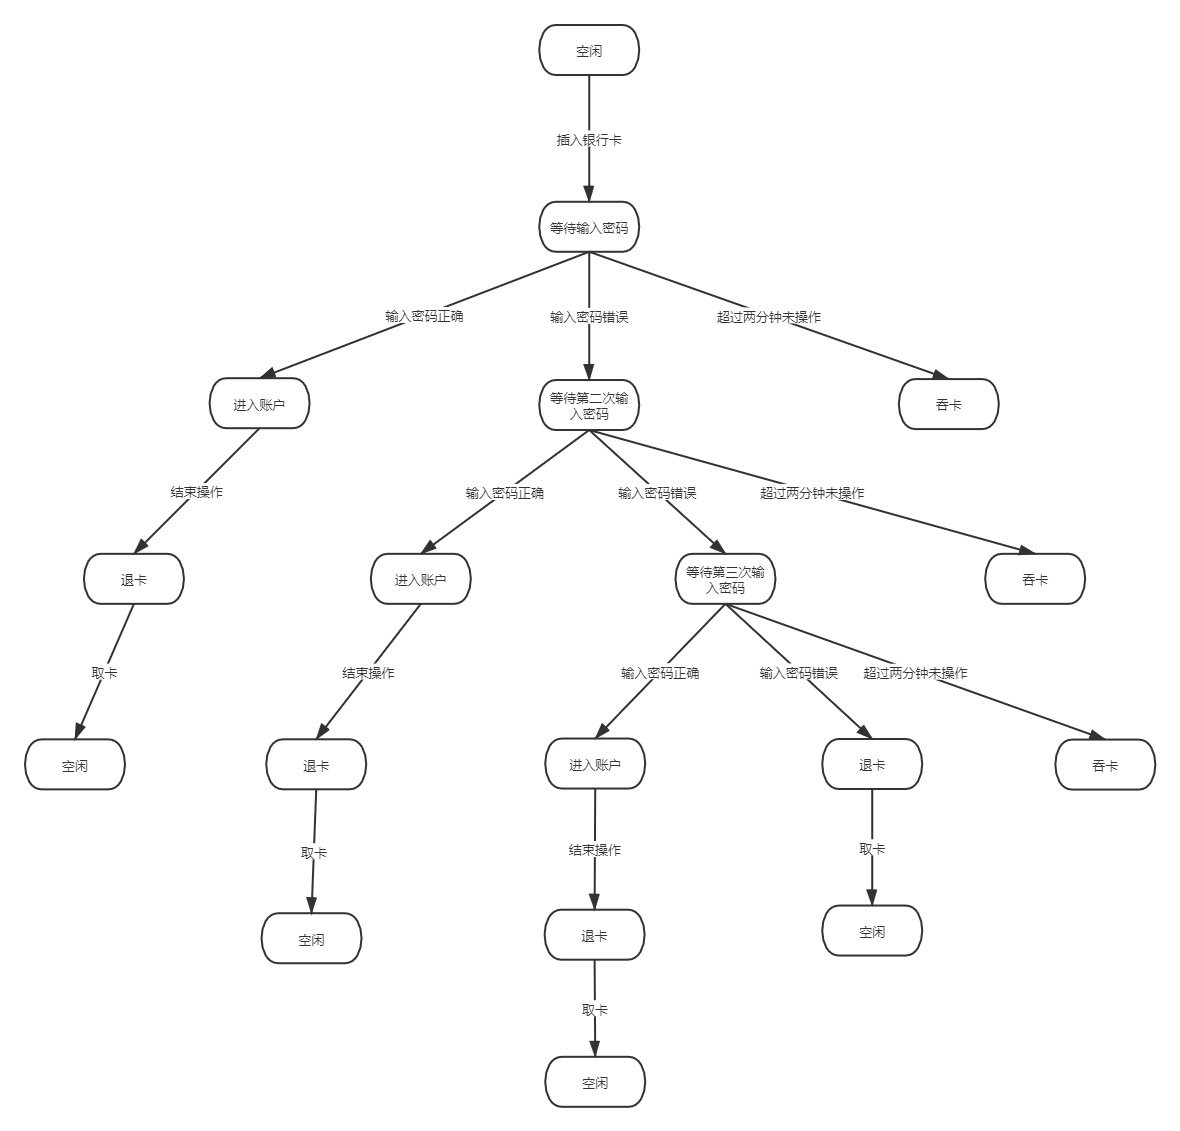 空闲
插入银行卡
等待输入密码
输入密码正确
输入密码错误
超过两分钟未操作
进入账户
等待第二次输
入密码
吞卡
结束操作
输入密码正确
输入密码错误
超过两分钟未操作
退卡
进入账户
等待第三次输
入密码
吞卡
取卡
结束操作
输入密码正确
输入密码错误
超过两分钟未操作
空闲
退卡
进入账户
退卡
吞卡
取卡
结束操作
取卡
空闲
退卡
空闲
取卡
空闲